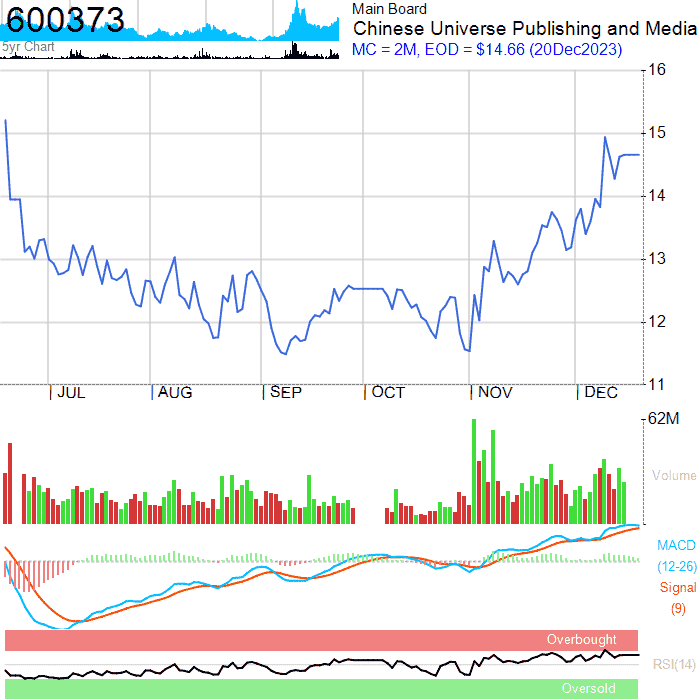 600373
5yr Chart
Main Board
Chinese Universe Publishing and Media
MC = 2M, EOD = $14.66 (20Dec2023)
16
15
14
13
12
11
JUL
AUG
SEP
OCT
NOV
DEC
62M
Volume
MACD
(12-26)
Signal
(9)
Overbought
RSI(14)
Oversold